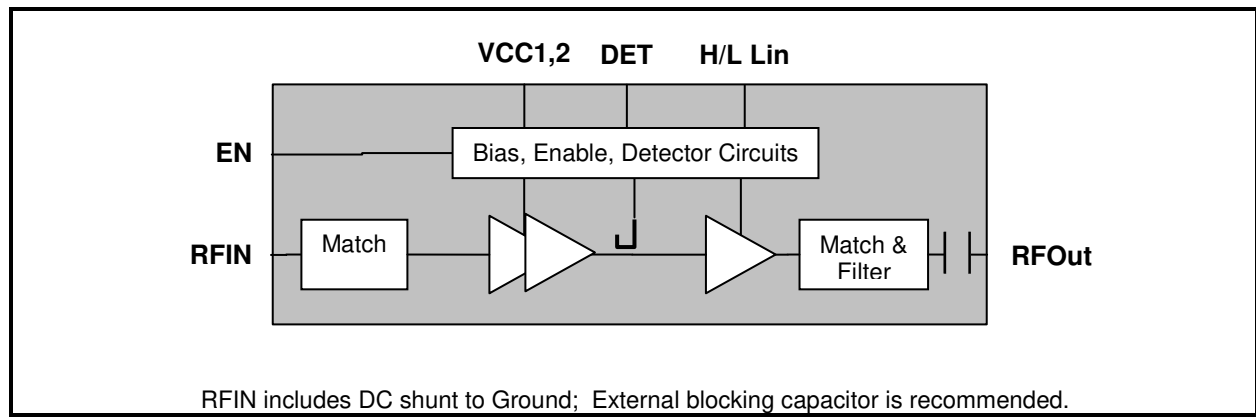 VCC1,2 DET H/L Lin
EN
Bias, Enable, Detector Circuits
RFIN
Match
Match &
Filter
RFOut
RFIN includes DC shunt to Ground; External blocking capacitor is recommended.